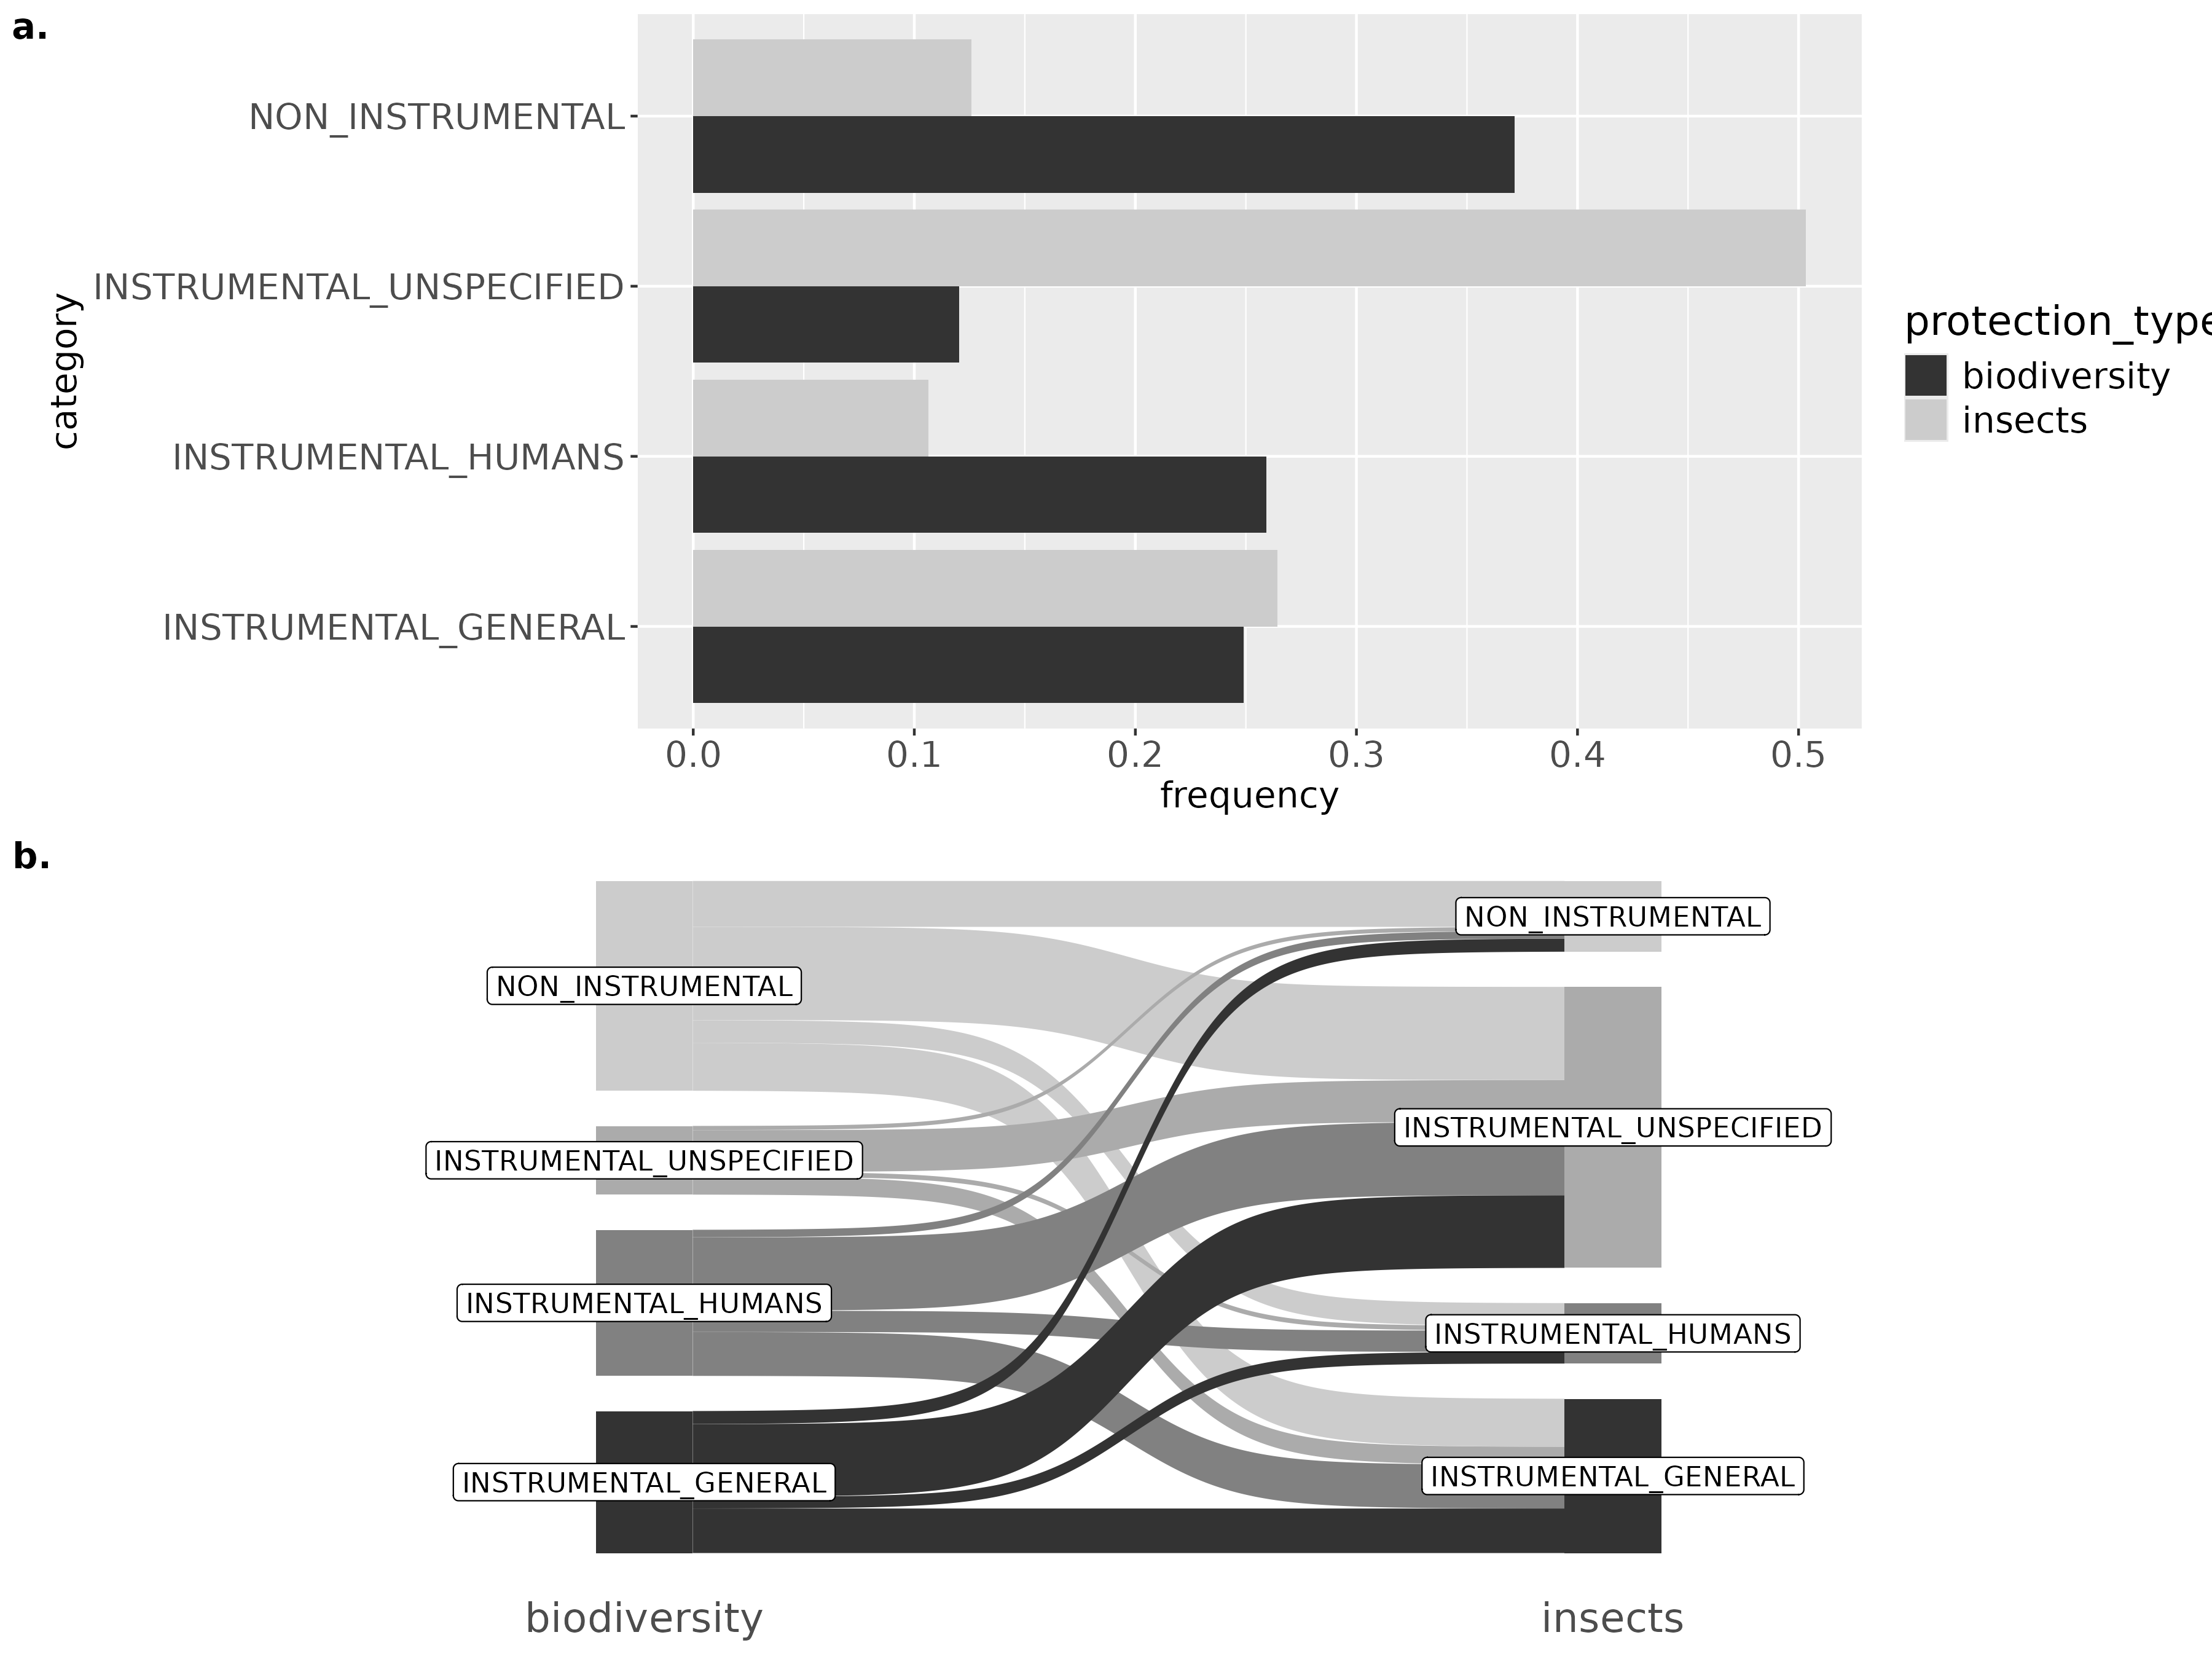 a.
NON_INSTRUMENTAL
INSTRUMENTAL_UNSPECIFIED
INSTRUMENTAL_HUMANS
INSTRUMENTAL_GENERAL
category
0.0 0.1 0.2 0.3 0.4 0.5
frequency
protection_type
biodiversity
insects
b.
NON_INSTRUMENTAL
INSTRUMENTAL_UNSPECIFIED
INSTRUMENTAL_HUMANS
INSTRUMENTAL_GENERAL
NON_INSTRUMENTAL
INSTRUMENTAL_UNSPECIFIED
INSTRUMENTAL_HUMANS
INSTRUMENTAL_GENERAL
biodiversity insects